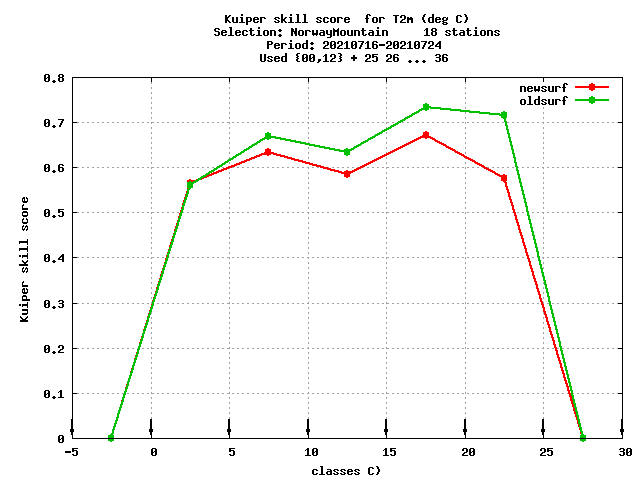 Kuiper skill score  for T2m (deg C)
Selection: NorwayMountain     18 stations
Period: 20210716-20210724
Used {00,12} + 25 26 ... 36
newsurf
oldsurf
0.8
0.7
0.6
0.5
0.4
0.3
0.2
0.1
0
Kuiper skill score
-5 0 5 10 15 20 25 30
classes C)